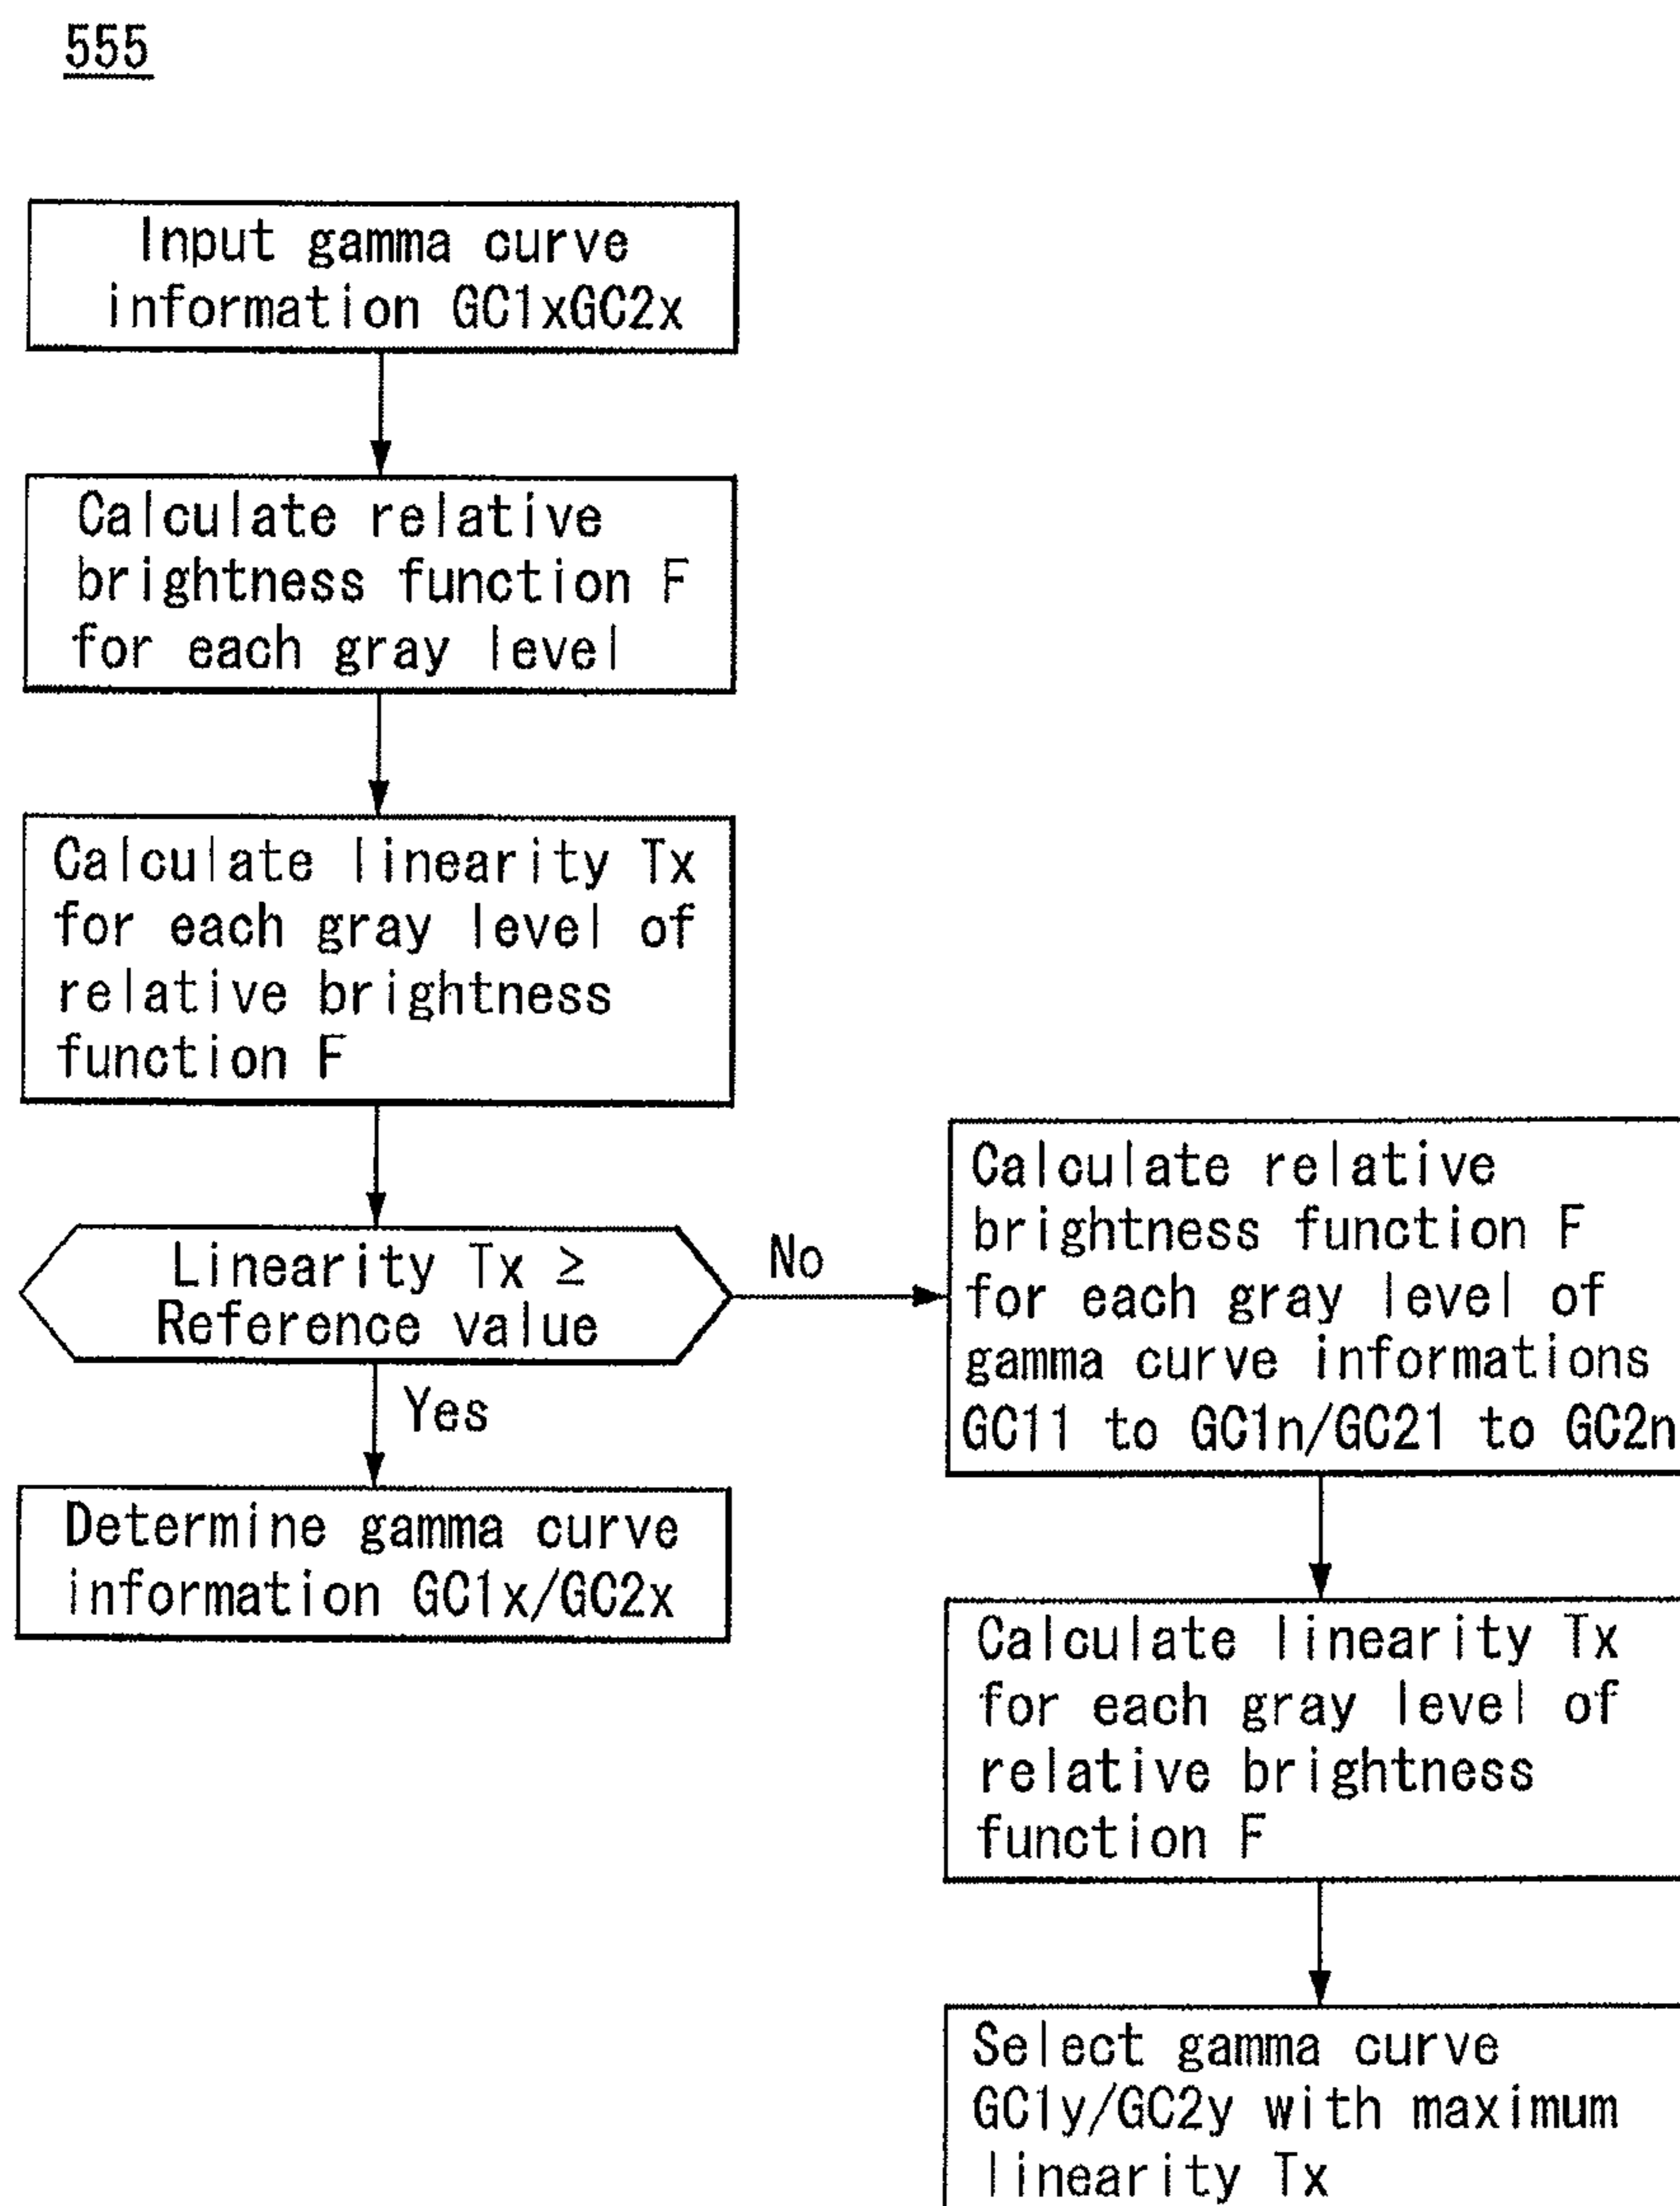 555
Input gamma curve
information GC1xGC2x
Calculate relative
brightness function F
for each gray level
Calculate linearity Tx
for each gray level of
relative brightness
function F
Linearity Tx ≥
Reference value
No
Yes
Determine gamma curve
information GC1x/GC2x
Calculate relative
brightness function F
for each gray level of
gamma curve informations
GC11 to GC1n/GC21 to GC2n
Calculate linearity Tx
for each gray level of
relative brightness
function F
Select gamma curve
GC1y/GC2y with maximum
linearity Tx